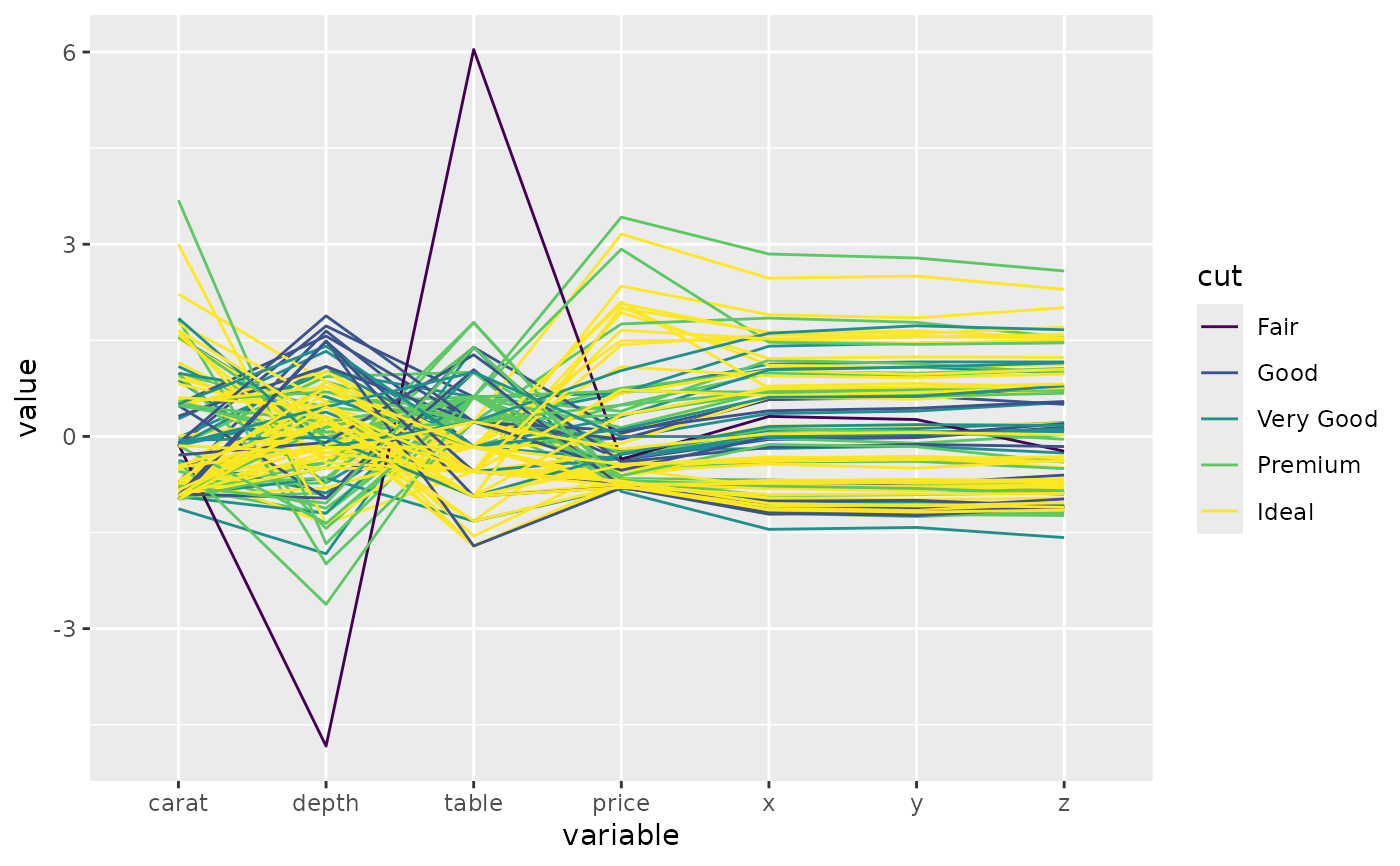 6
3
0
-3
value
carat depth table price x y z
variable
cut
Fair
Good
Very Good
Premium
Ideal